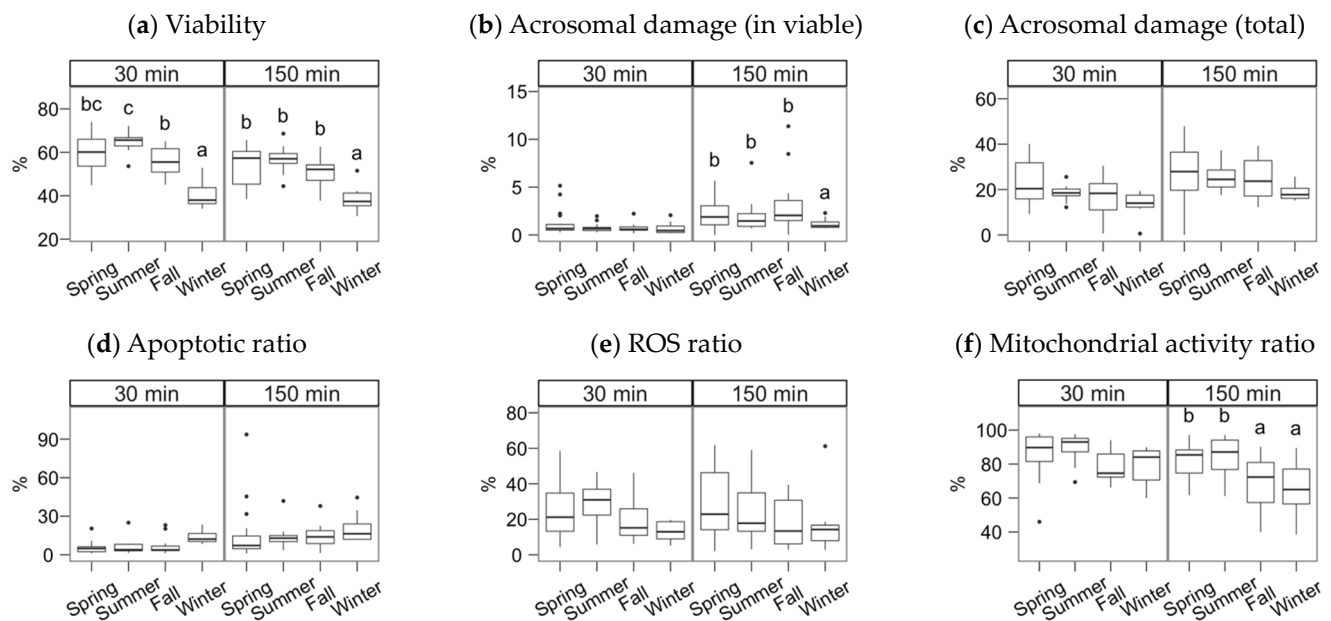 (a) Viability
(b) Acrosomal damage (in viable)
(c) Acrosomal damage (total)
30 min 150 min
80
60
40
20
%
bc c b a b b b a
Spring Summer Fall Winter Spring Summer Fall Winter
30 min 150 min
15
10
5
0
%
b b b a
Spring Summer Fall Winter Spring Summer Fall Winter
30 min 150 min
60
40
20
0
%
Spring Summer Fall Winter Spring Summer Fall Winter
(d) Apoptotic ratio
(e) ROS ratio
(f) Mitochondrial activity ratio
30 min 150 min
90
60
30
0
%
Spring Summer Fall Winter Spring Summer Fall Winter
30 min 150 min
80
60
40
20
0
%
Spring Summer Fall Winter Spring Summer Fall Winter
30 min 150 min
100
80
60
40
%
b b a a
Spring Summer Fall Winter Spring Summer Fall Winter